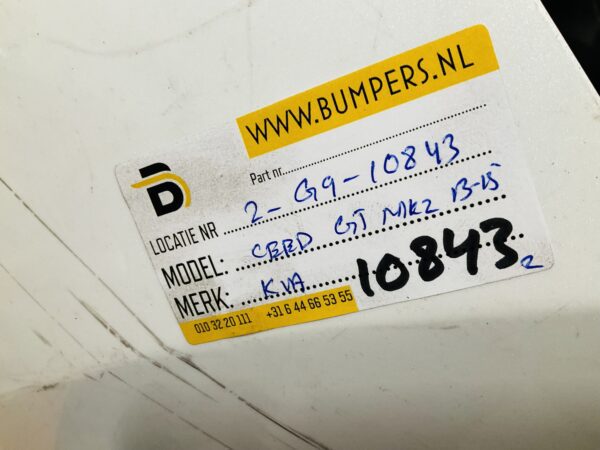 WWW.BUMPERS.NL
Part nr.
LOCATIE NR 2-G9-10843
MODEL: CEED GT MK2 13-15
MERK: KIA 10843 2
010 32 20 111 +31 6 44 66 53 55